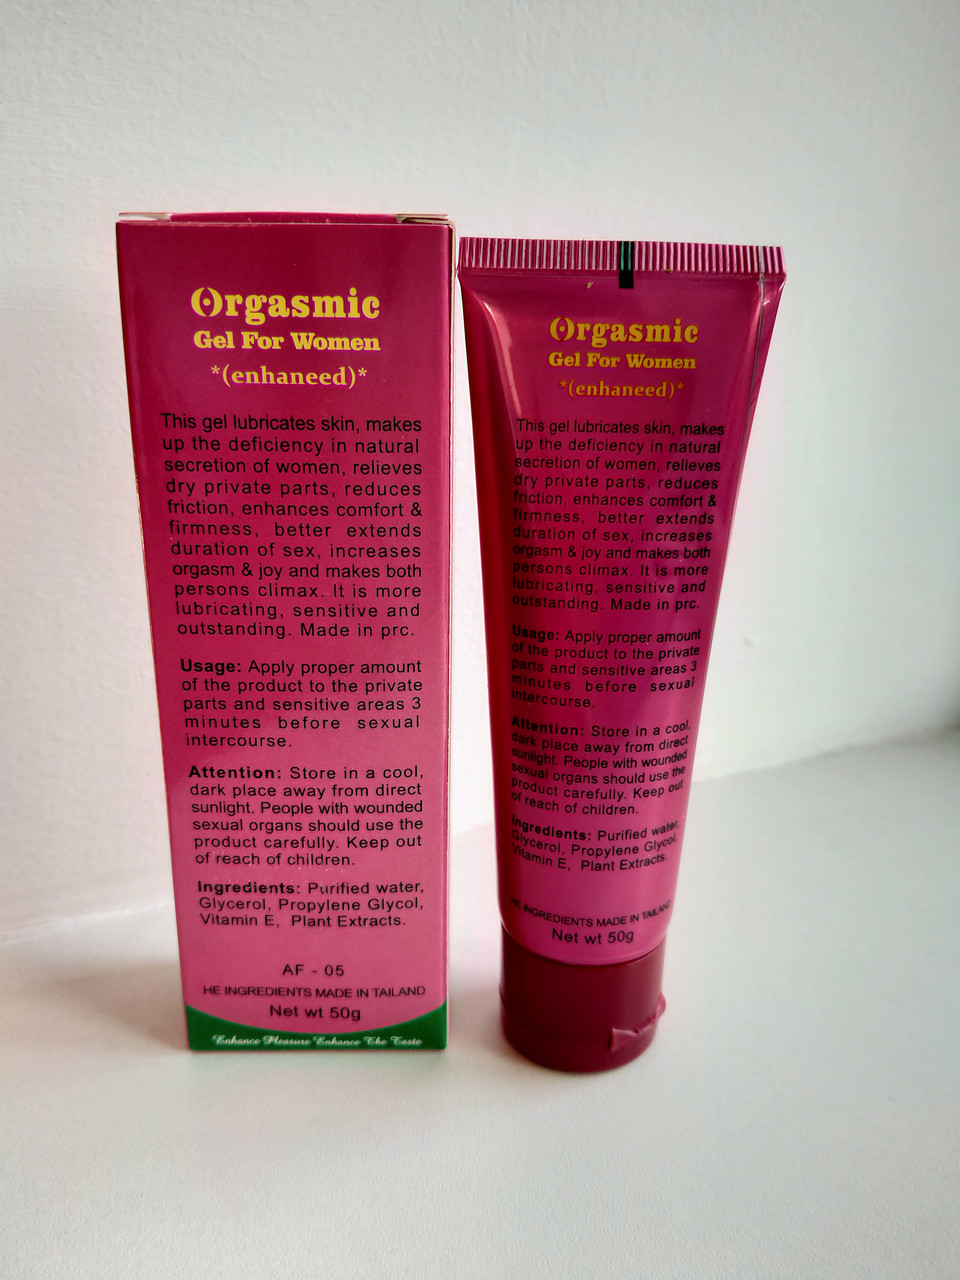 Orgasmic
Gel For Women
*(enhaneed)*
This gel lubricates skin, makes
up the deficiency in natural
secretion of women, relieves
dry private parts, reduces
friction, enhances comfort &
firmness, better extends
duration of sex, increases
orgasm & joy and makes both
persons climax. It is more
lubricating, sensitive and
outstanding. Made in prc.
Usage: Apply proper amount
of the product to the private
parts and sensitive areas 3
minutes before sexual
intercourse.
Attention: Store in a cool,
dark place away from direct
sunlight. People with wounded
sexual organs should use the
product carefully. Keep out
of reach of children.
Ingredients: Purified water,
Glycerol, Propylene Glycol,
Vitamin E, Plant Extracts.
AF - 05
HE INGREDIENTS MADE IN TAILAND
Net wt 50g
Enhance Pleasure Enhance The Taste
Orgasmic
Gel For Women
*(enhaneed)*
This gel lubricates skin, makes
up the deficiency in natural
secretion of women, relieves
dry private parts, reduces
friction, enhances comfort &
firmness, better extends
duration of sex, increases
orgasm & joy and makes both
persons climax. It is more
lubricating, sensitive and
outstanding. Made in prc.
Usage: Apply proper amount
of the product to the private
parts and sensitive areas 3
minutes before sexual
intercourse.
Attention: Store in a cool,
dark place away from direct
sunlight. People with wounded
sexual organs should use the
product carefully. Keep out
of reach of children.
Ingredients: Purified water,
Glycerol, Propylene Glycol,
Vitamin E, Plant Extracts.
HE INGREDIENTS MADE IN TAILAND
Net wt 50g